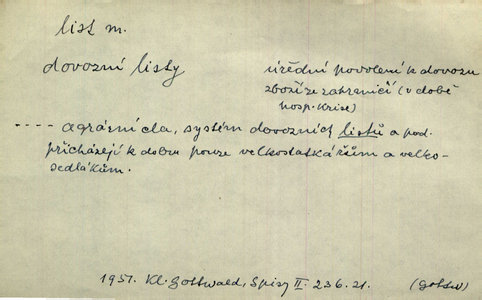 list m.
dovozní listy
úřední povolení k dovozu
zboží ze zahraničí (v době
hosp. krise)
---- agrární cla, systém dovozních listů a pod.
přicházejí k dobru pouze velkostatkářům a velko-
sedlákům.
1951. Kl. Gottwald, Spisy II. 236.21.